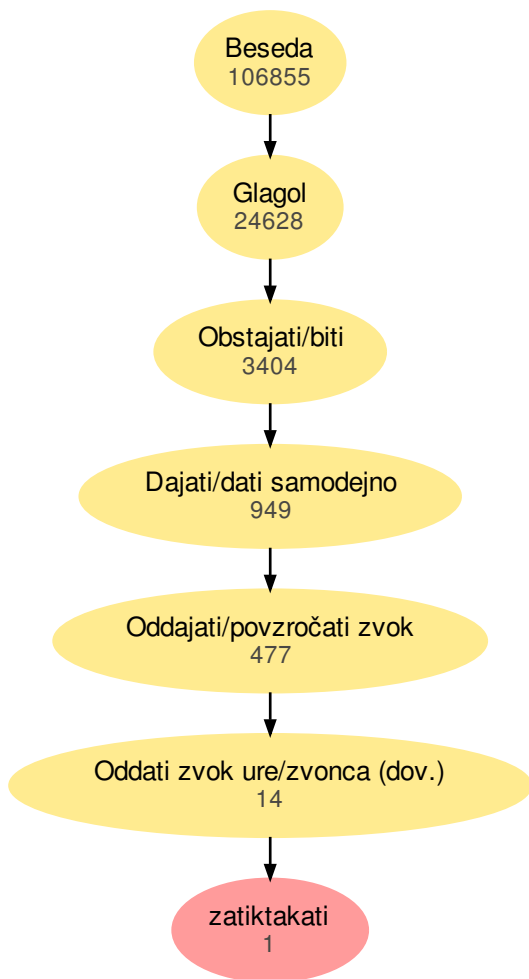 Beseda
106855
Glagol
24628
Obstajati/biti
3404
Dajati/dati samodejno
949
Oddajati/povzročati zvok
477
Oddati zvok ure/zvonca (dov.)
14
zatiktakati
1